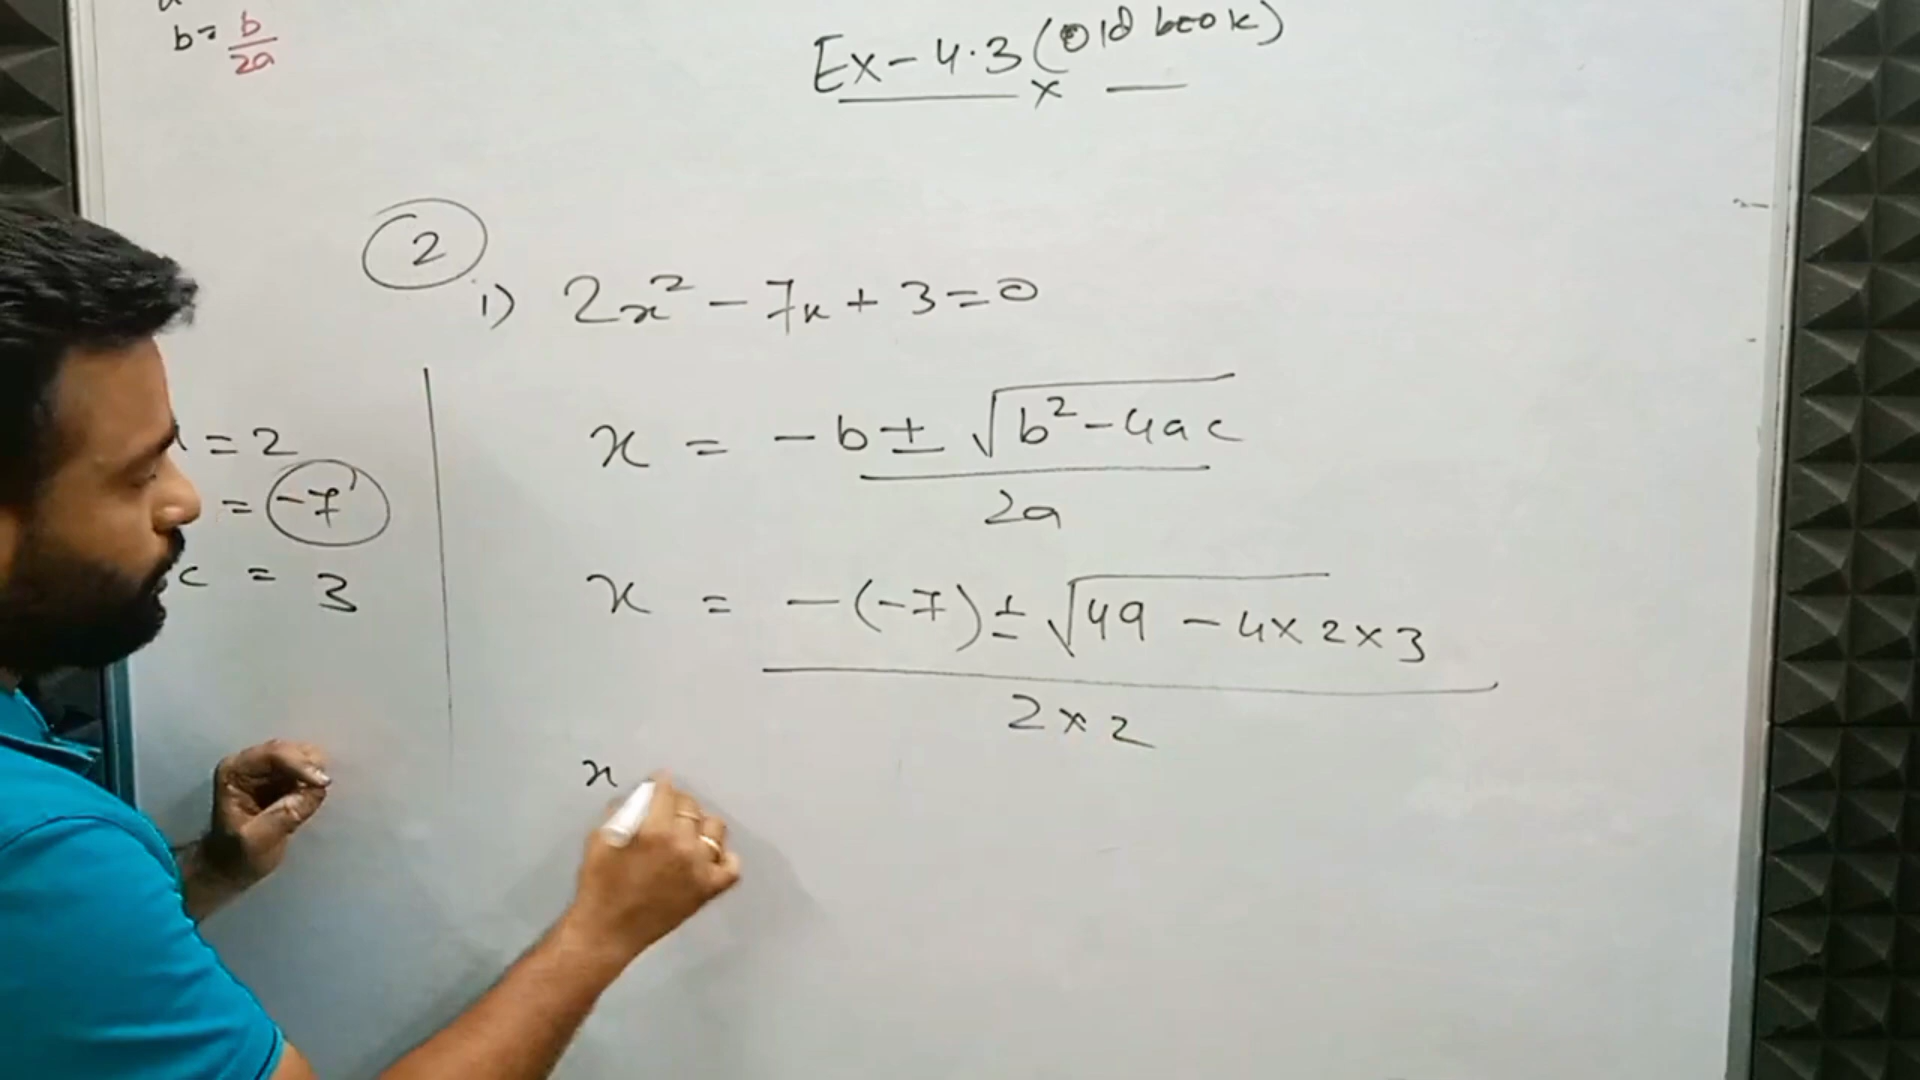 b = b/2a
Ex-4.3 (Old book)
x
2
i) 2x² - 7x + 3 = 0
= 2
= -7
c = 3
x = -b ± √b² - 4ac / 2a
x = -(-7) ± √49 - 4 x 2 x 3 / 2 x 2
x